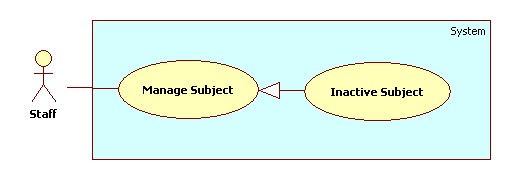 System
Manage Subject
Inactive Subject
Staff